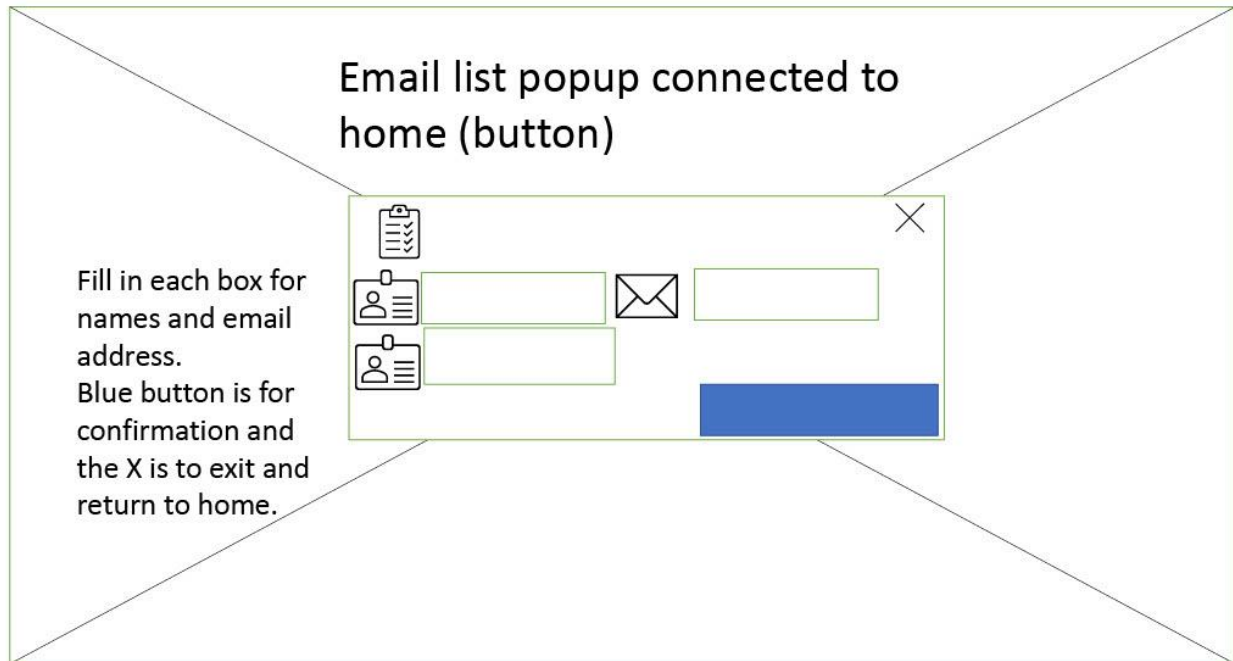 Email list popup connected to
home (button)
Fill in each box for
names and email
address.
Blue button is for
confirmation and
the X is to exit and
return to home.